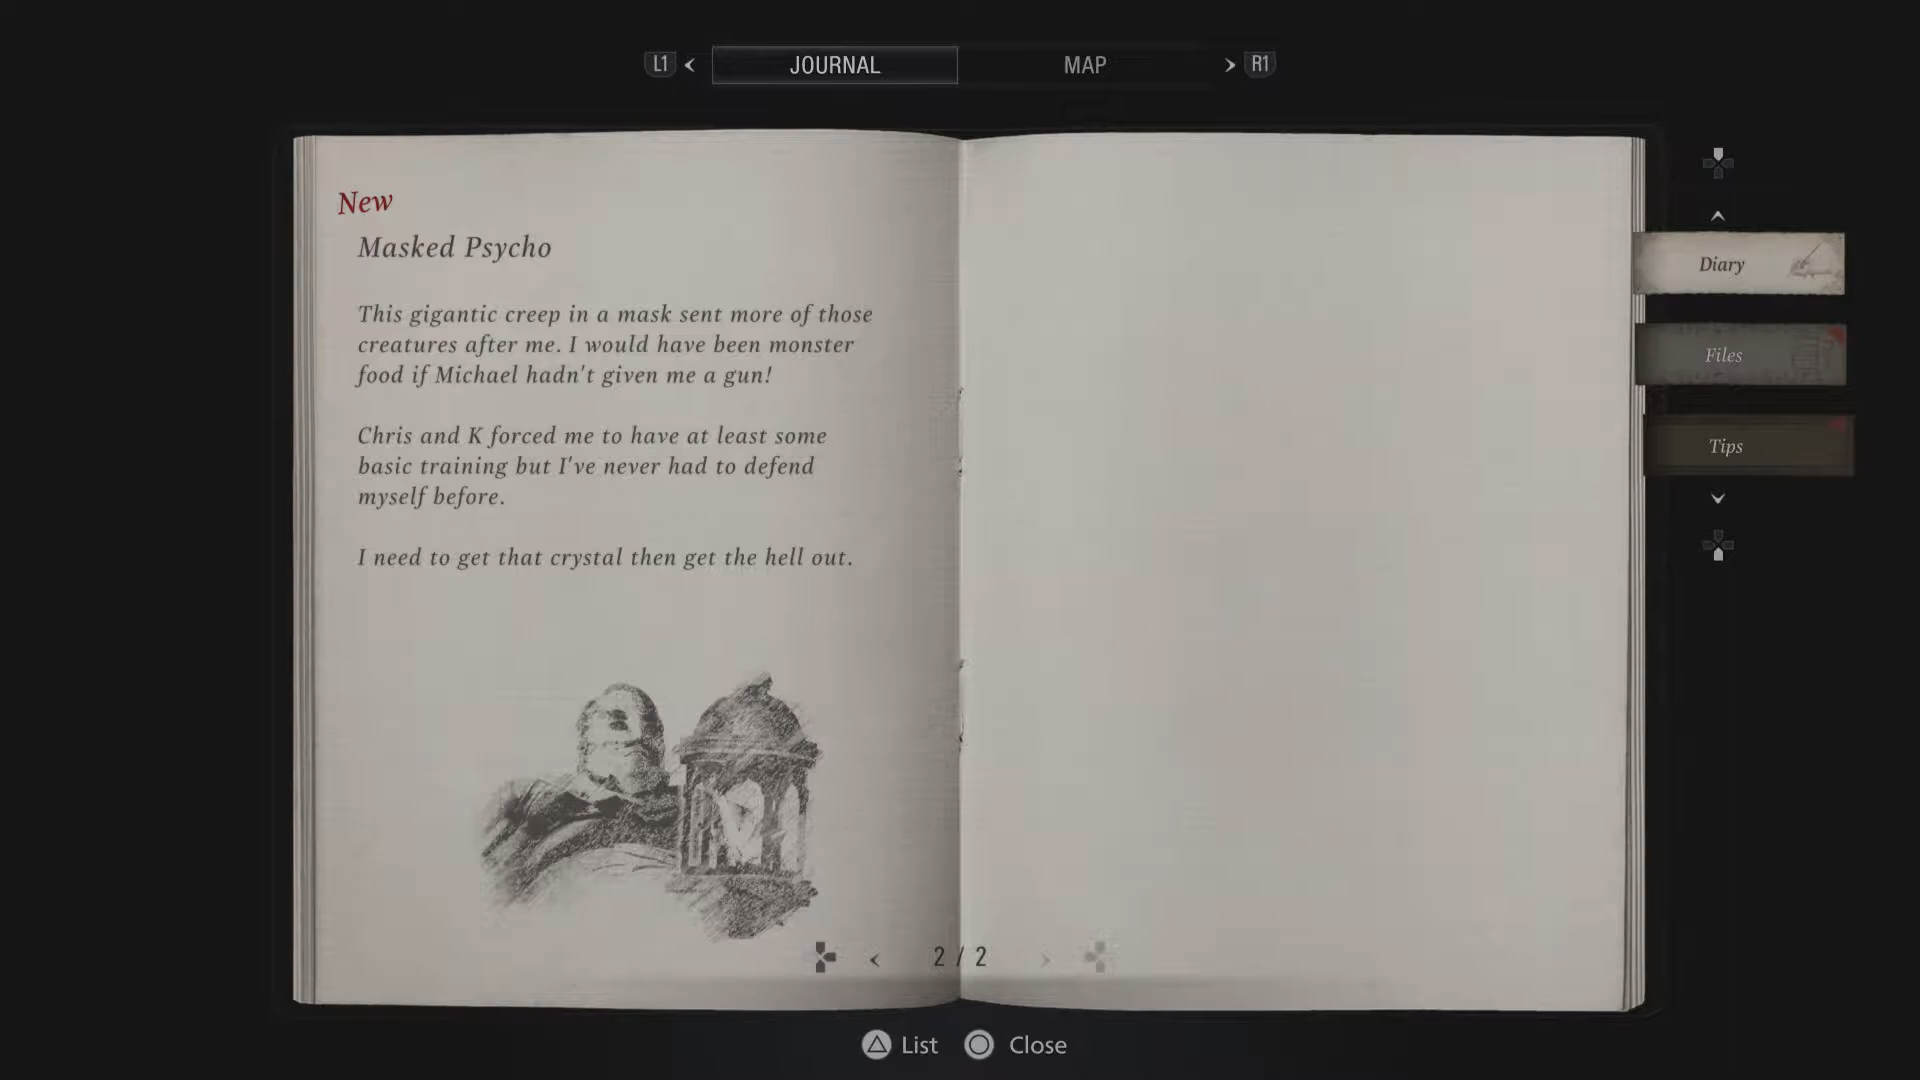 L1 JOURNAL MAP R1
New
Masked Psycho
This gigantic creep in a mask sent more of those
creatures after me. I would have been monster
food if Michael hadn't given me a gun!
Chris and K forced me to have at least some
basic training but I've never had to defend
myself before.
I need to get that crystal then get the hell out.
Diary
Files
Tips
2 / 2
List Close